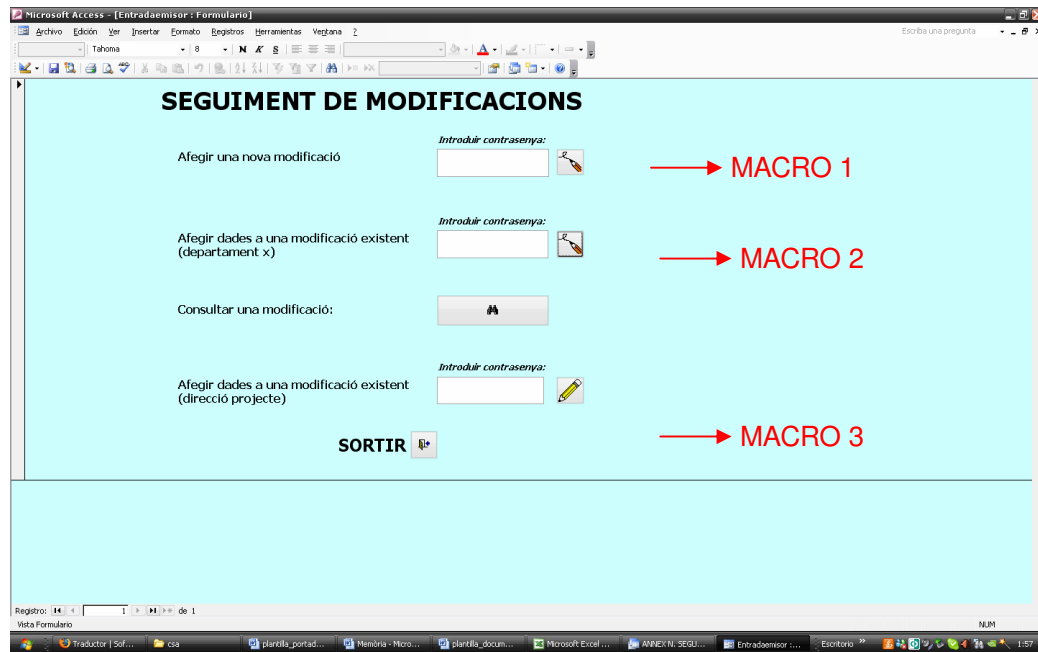 Microsoft Access - [Entradaemisor : Formulario]
Archivo Edición Ver Insertar Formato Registros Herramientas Ventana ?
Escriba una pregunta
Tahoma 8 N K S
SEGUIMENT DE MODIFICACIONS
Introduir contrasenya:
Afegir una nova modificació
MACRO 1
Introduir contrasenya:
Afegir dades a una modificació existent
(departament x)
MACRO 2
Consultar una modificació:
Introduir contrasenya:
Afegir dades a una modificació existent
(direcció projecte)
MACRO 3
SORTIR
Registro: 1 de 1
Vista Formulario
NUM
Traductor | Sof... csa plantilla_portad... Memòria - Micro... plantilla_docum... Microsoft Excel ... ANNEX N. SEGU... Entradaemisor : ... Escritorio » 1:57